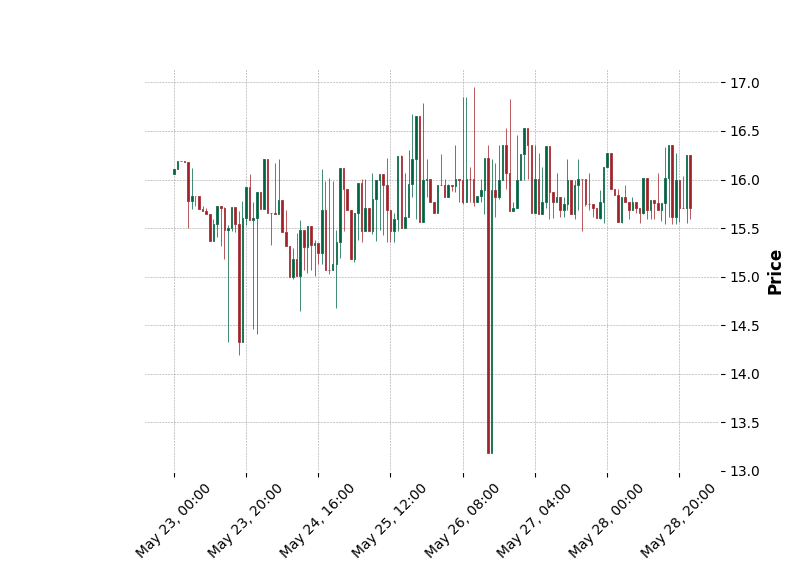 17.0
16.5
16.0
15.5
15.0
14.5
14.0
13.5
13.0
Price
May 23, 00:00
May 23, 20:00
May 24, 16:00
May 25, 12:00
May 26, 08:00
May 27, 04:00
May 28, 00:00
May 28, 20:00